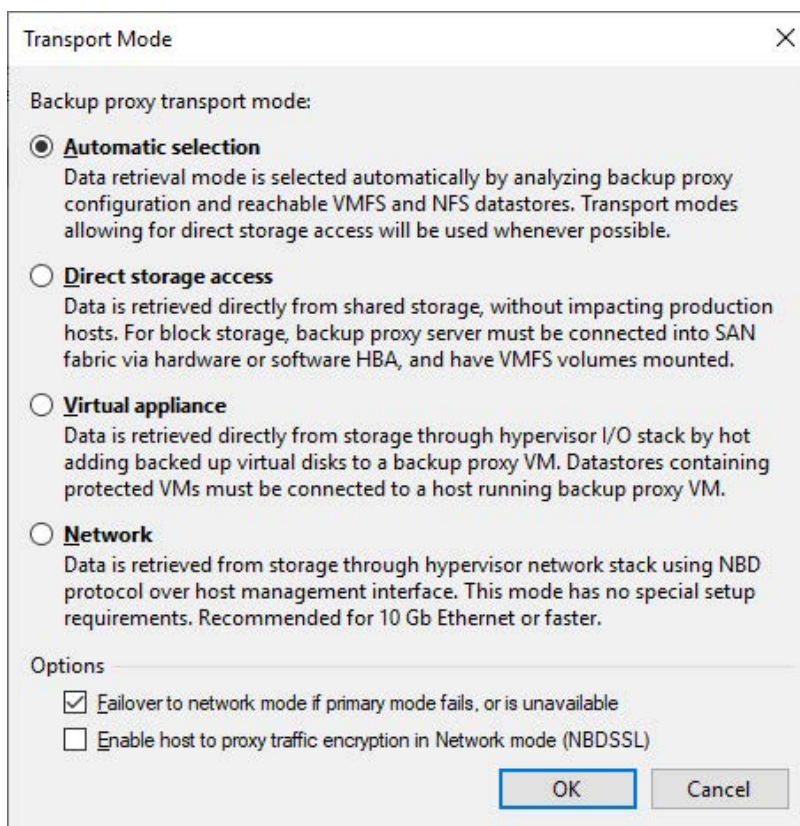 Transport Mode
Backup proxy transport mode:
Automatic selection
Data retrieval mode is selected automatically by analyzing backup proxy
configuration and reachable VMFS and NFS datastores. Transport modes
allowing for direct storage access will be used whenever possible.
Direct storage access
Data is retrieved directly from shared storage, without impacting production
hosts. For block storage, backup proxy server must be connected into SAN
fabric via hardware or software HBA, and have VMFS volumes mounted.
Virtual appliance
Data is retrieved directly from storage through hypervisor I/O stack by hot
adding backed up virtual disks to a backup proxy VM. Datastores containing
protected VMs must be connected to a host running backup proxy VM.
Network
Data is retrieved from storage through hypervisor network stack using NBD
protocol over host management interface. This mode has no special setup
requirements. Recommended for 10 Gb Ethernet or faster.
Options
Failover to network mode if primary mode fails, or is unavailable
Enable host to proxy traffic encryption in Network mode (NBDSSL)
OK Cancel